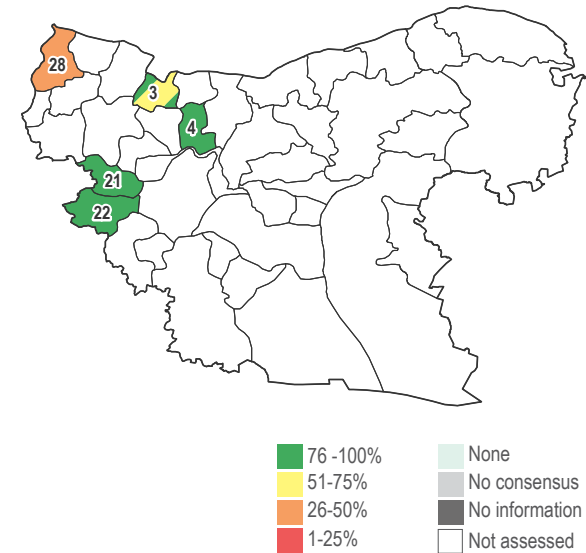 28
3
4
21
22
76 -100%
51-75%
26-50%
1-25%
None
No consensus
No information
Not assessed